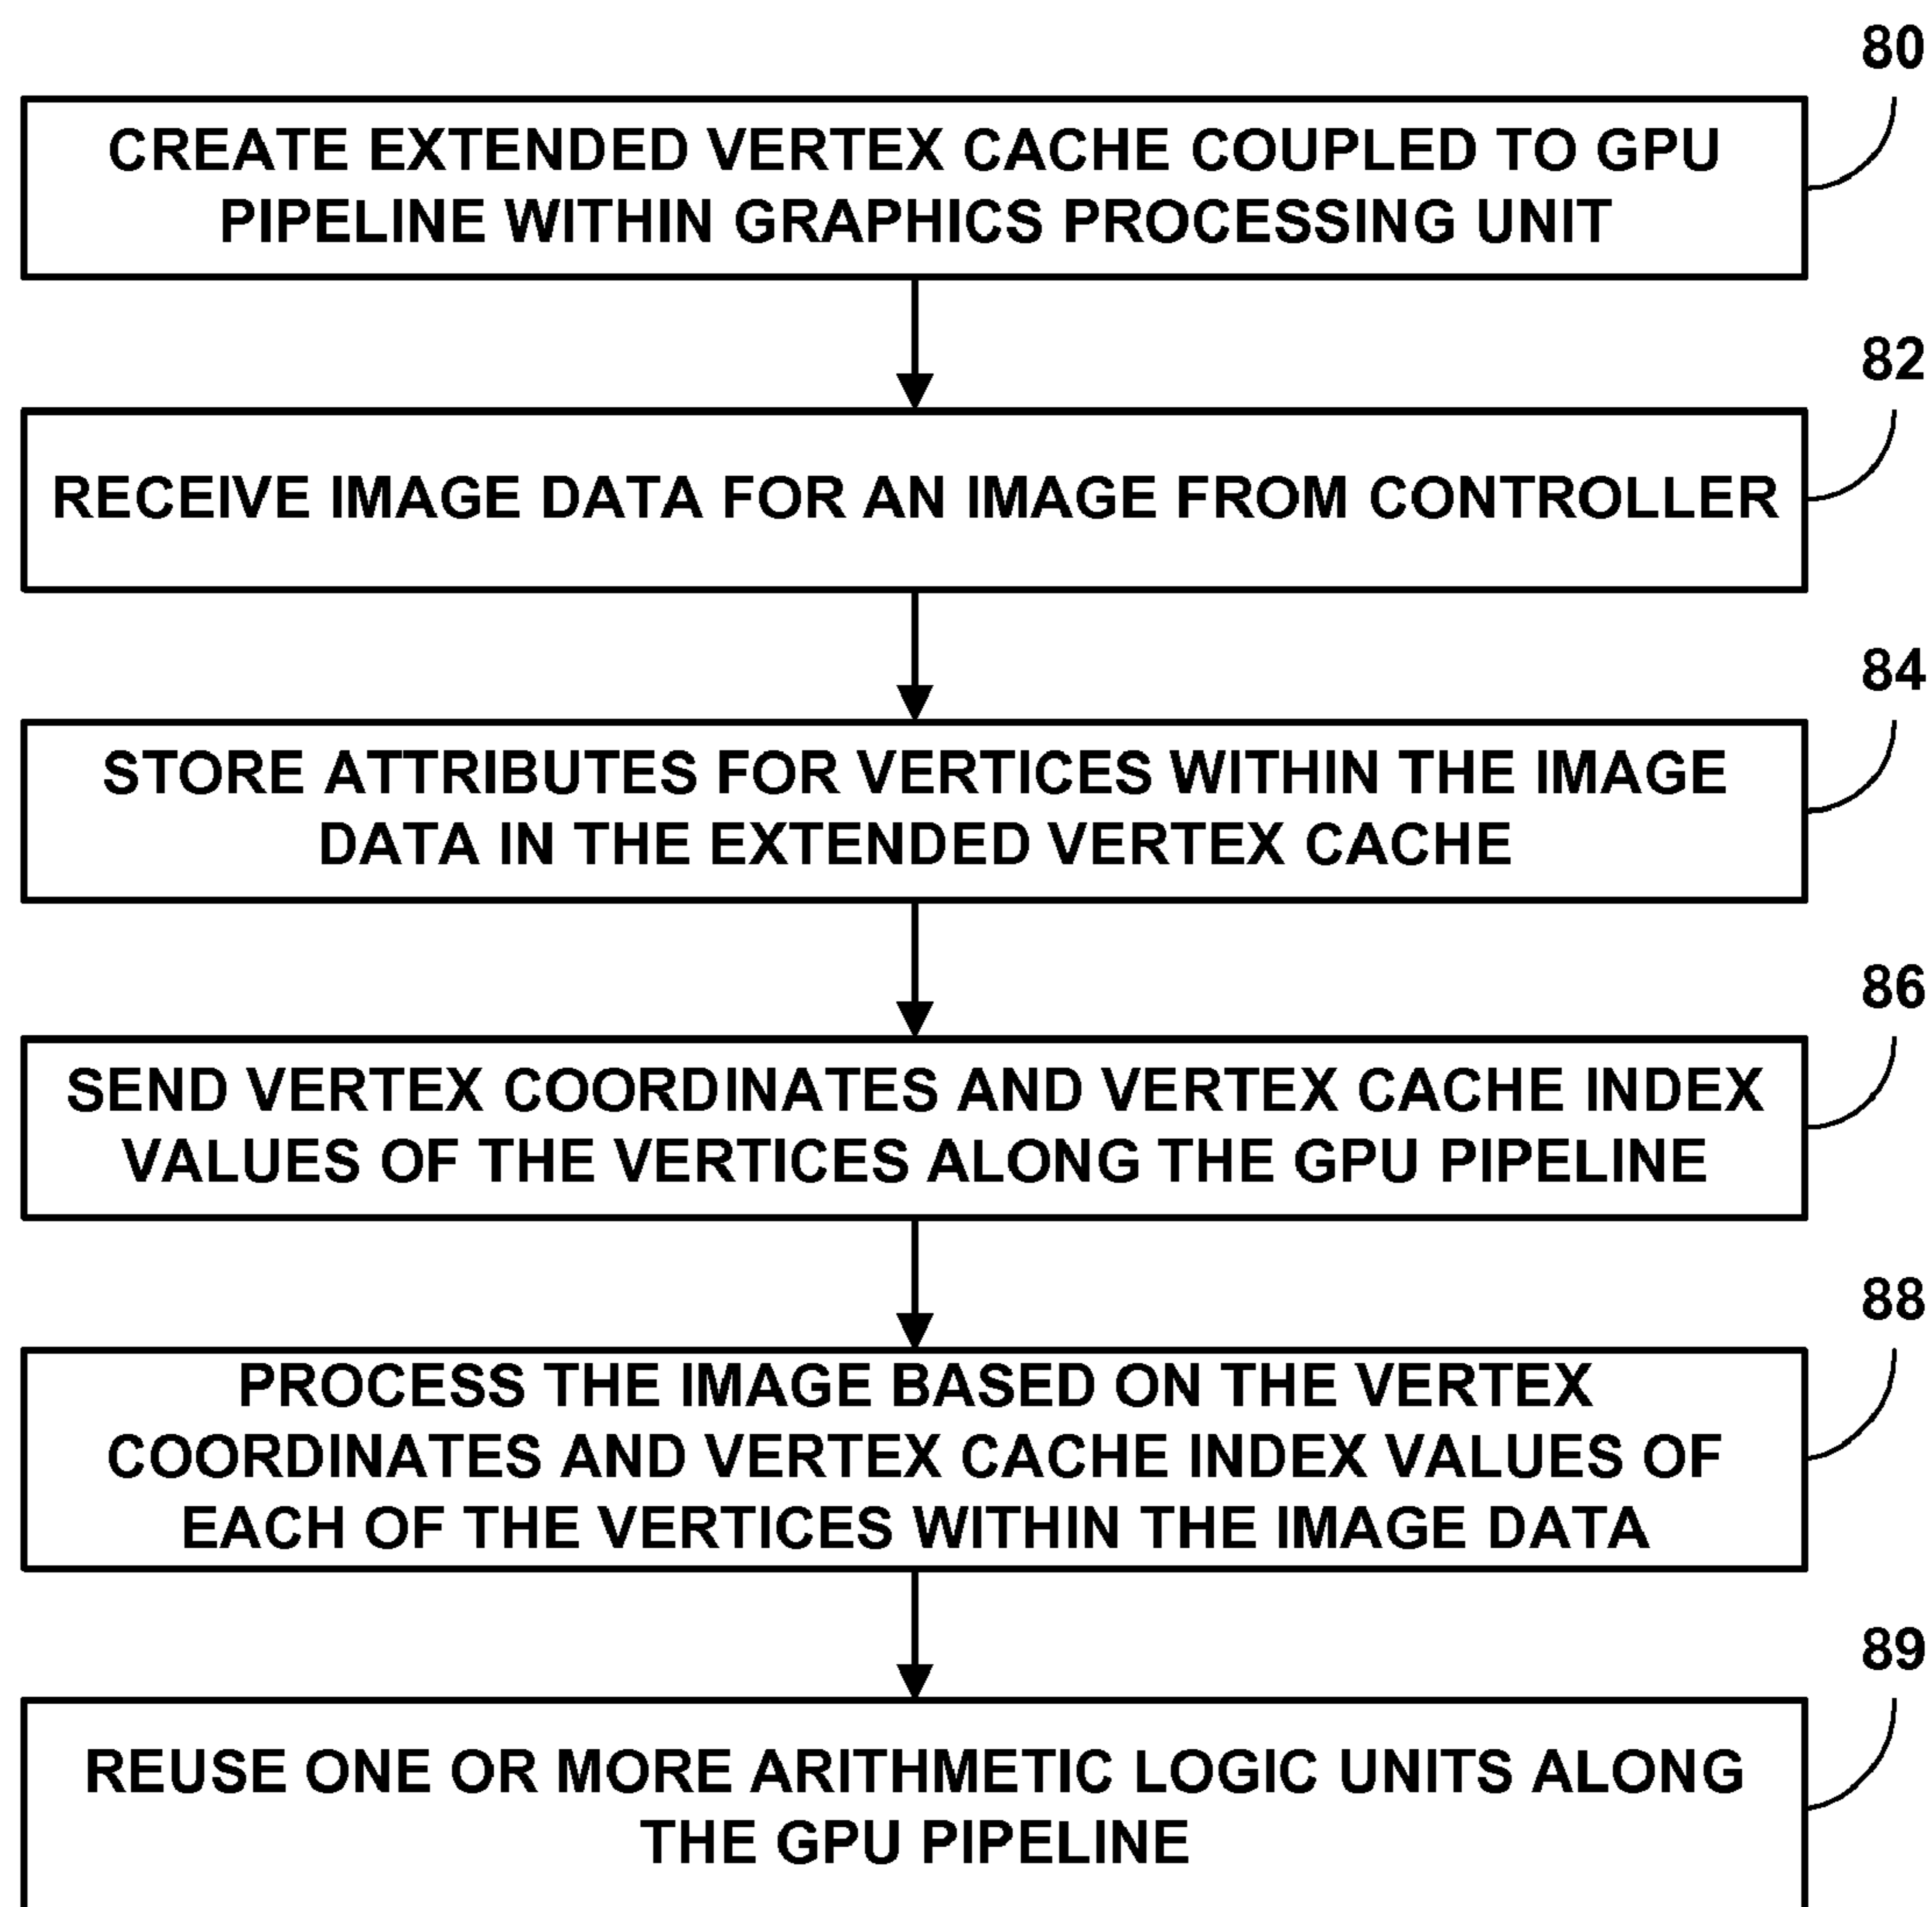 80
CREATE EXTENDED VERTEX CACHE COUPLED TO GPU
PIPELINE WITHIN GRAPHICS PROCESSING UNIT
82
RECEIVE IMAGE DATA FOR AN IMAGE FROM CONTROLLER
84
STORE ATTRIBUTES FOR VERTICES WITHIN THE IMAGE
DATA IN THE EXTENDED VERTEX CACHE
86
SEND VERTEX COORDINATES AND VERTEX CACHE INDEX
VALUES OF THE VERTICES ALONG THE GPU PIPELINE
88
PROCESS THE IMAGE BASED ON THE VERTEX
COORDINATES AND VERTEX CACHE INDEX VALUES OF
EACH OF THE VERTICES WITHIN THE IMAGE DATA
89
REUSE ONE OR MORE ARITHMETIC LOGIC UNITS ALONG
THE GPU PIPELINE